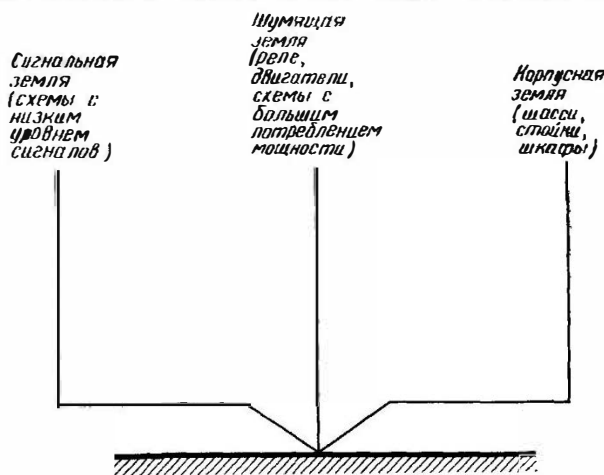 Сигнальная
земля
(схемы с
низким
уровнем
сигналов)
Шумящая
земля
(реле,
двигатели,
схемы с
большим
потреблением
мощности)
Корпусная
земля
(шасси,
стойки,
шкафы)